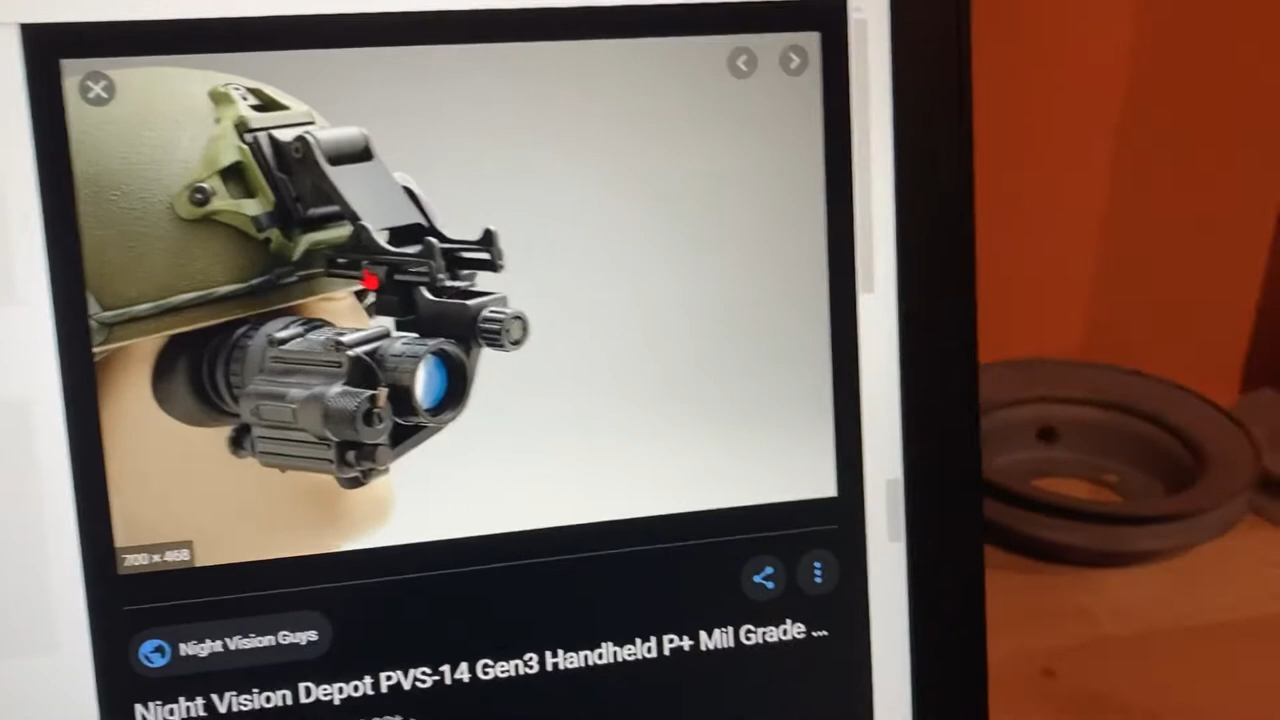 700 x 468
Night Vision Guys
Night Vision Depot PVS-14 Gen3 Handheld P+ Mil Grade ...